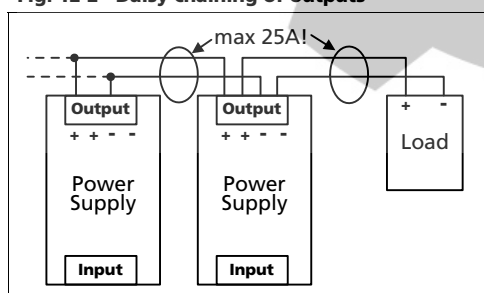 Fig. 12-2 Daisy chaining of outputs
max 25A!
Output
+ + - -
Power
Supply
Input
Output
+ + - -
Power
Supply
Input
+ -
Load